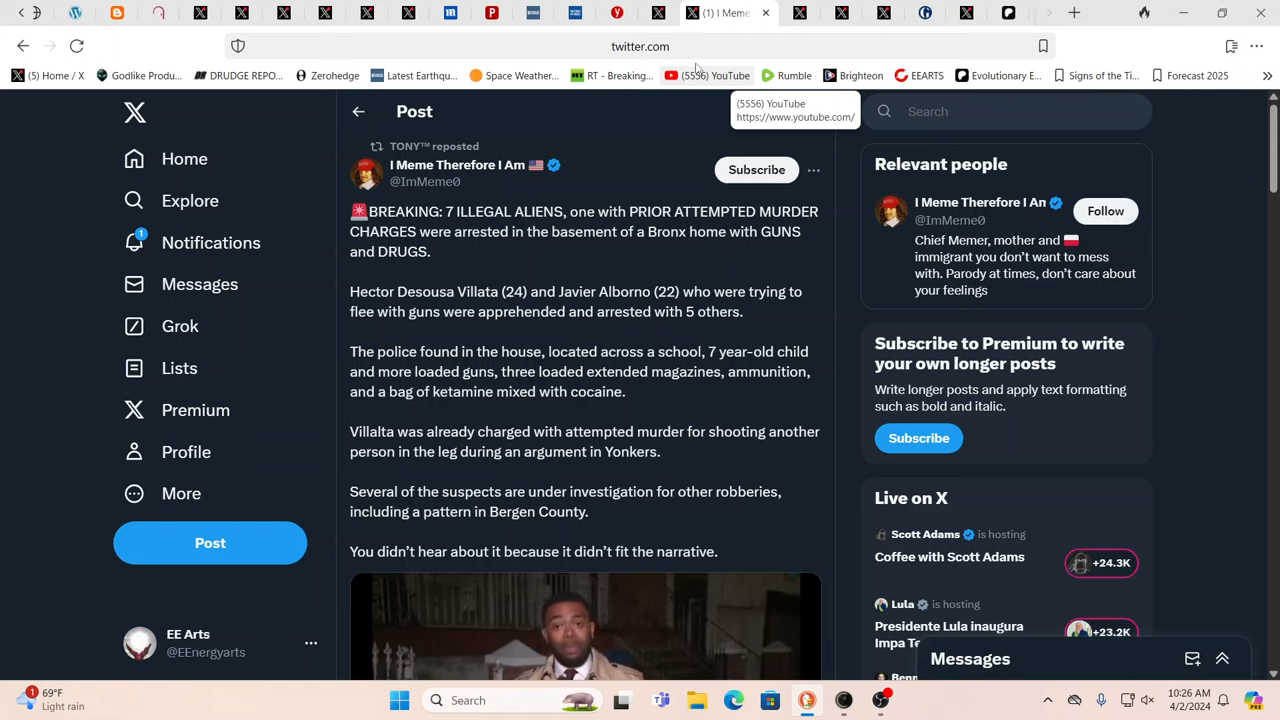 (1) I Meme
twitter.com
(5) Home / X
Godlike Produ...
DRUDGE REPO...
Zerohedge
Latest Earthqu...
Space Weather...
RT - Breaking...
(5556) YouTube
Rumble
Brighteon
EEARTS
Evolutionary E...
Signs of the Ti...
Forecast 2025
(5556) YouTube
https://www.youtube.com/
Home
Explore
1
Notifications
Messages
Grok
Lists
Premium
Profile
More
Post
EE Arts
@EEnergyarts
Post
TONY™ reposted
I Meme Therefore I Am
@ImMeme0
Subscribe
BREAKING: 7 ILLEGAL ALIENS, one with PRIOR ATTEMPTED MURDER
CHARGES were arrested in the basement of a Bronx home with GUNS
and DRUGS.
Hector Desousa Villata (24) and Javier Alborno (22) who were trying to
flee with guns were apprehended and arrested with 5 others.
The police found in the house, located across a school, 7 year-old child
and more loaded guns, three loaded extended magazines, ammunition,
and a bag of ketamine mixed with cocaine.
Villalta was already charged with attempted murder for shooting another
person in the leg during an argument in Yonkers.
Several of the suspects are under investigation for other robberies,
including a pattern in Bergen County.
You didn't hear about it because it didn't fit the narrative.
Search
Relevant people
I Meme Therefore I Am
@ImMeme0
Follow
Chief Memer, mother and
immigrant you don't want to mess
with. Parody at times, don't care about
your feelings
Subscribe to Premium to write
your own longer posts
Write longer posts and apply text formatting
such as bold and italic.
Subscribe
Live on X
Scott Adams is hosting
Coffee with Scott Adams
+24.3K
Lula is hosting
Presidente Lula inaugura
Impa Te
+23.2K
Messages
1
69°F
Light rain
Search
10:26 AM
4/2/2024
PRE